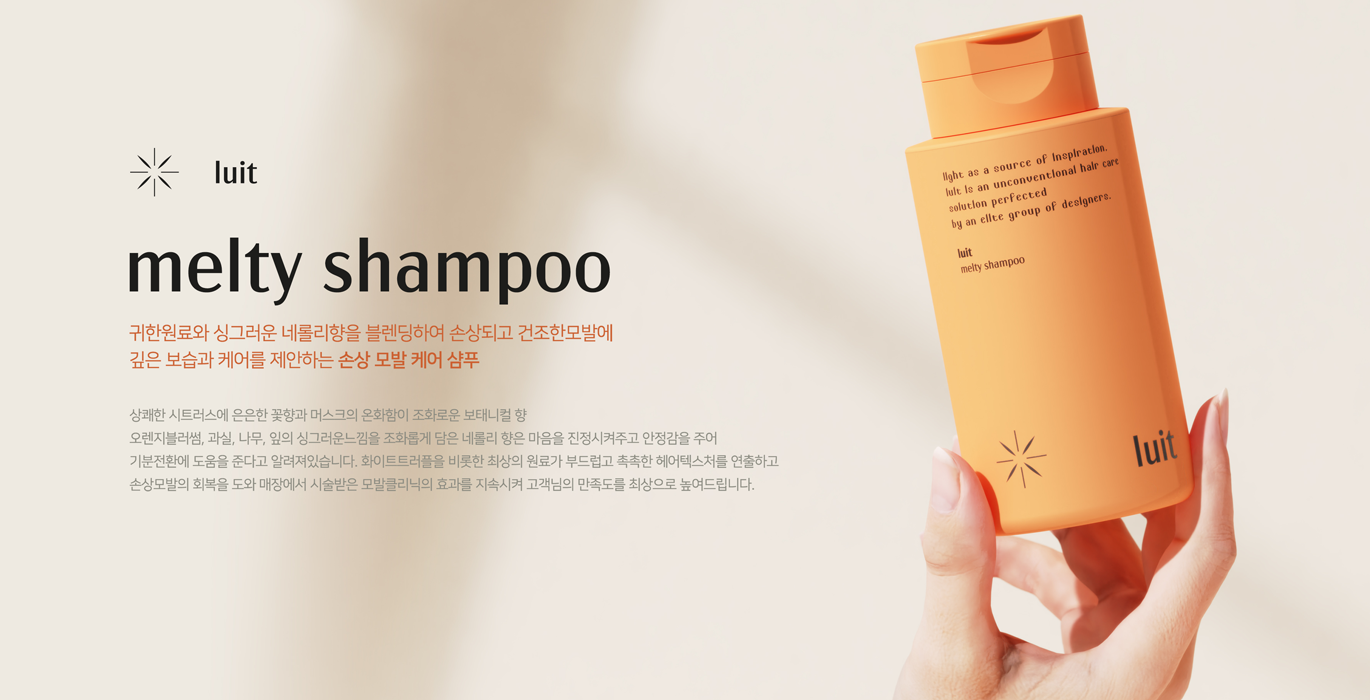 luit
melty shampoo
귀한원료와 싱그러운 네롤리향을 블렌딩하여 손상되고 건조한모발에
깊은 보습과 케어를 제안하는 손상 모발 케어 샴푸
상쾌한 시트러스에 은은한 꽃향과 머스크의 온화함이 조화로운 보태니컬 향
오렌지블러썸, 과실, 나무, 잎의 싱그러운느낌을 조화롭게 담은 네롤리 향은 마음을 진정시켜주고 안정감을 주어
기분전환에 도움을 준다고 알려져있습니다. 화이트트러플을 비롯한 최상의 원료가 부드럽고 촉촉한 헤어텍스처를 연출하고
손상모발의 회복을 도와 매장에서 시술받은 모발클리닉의 효과를 지속시켜 고객님의 만족도를 최상으로 높여드립니다.
light as a source of inspiration.
luit is an unconventional hair care
solution perfected
by an elite group of designers.
luit
melty shampoo
luit